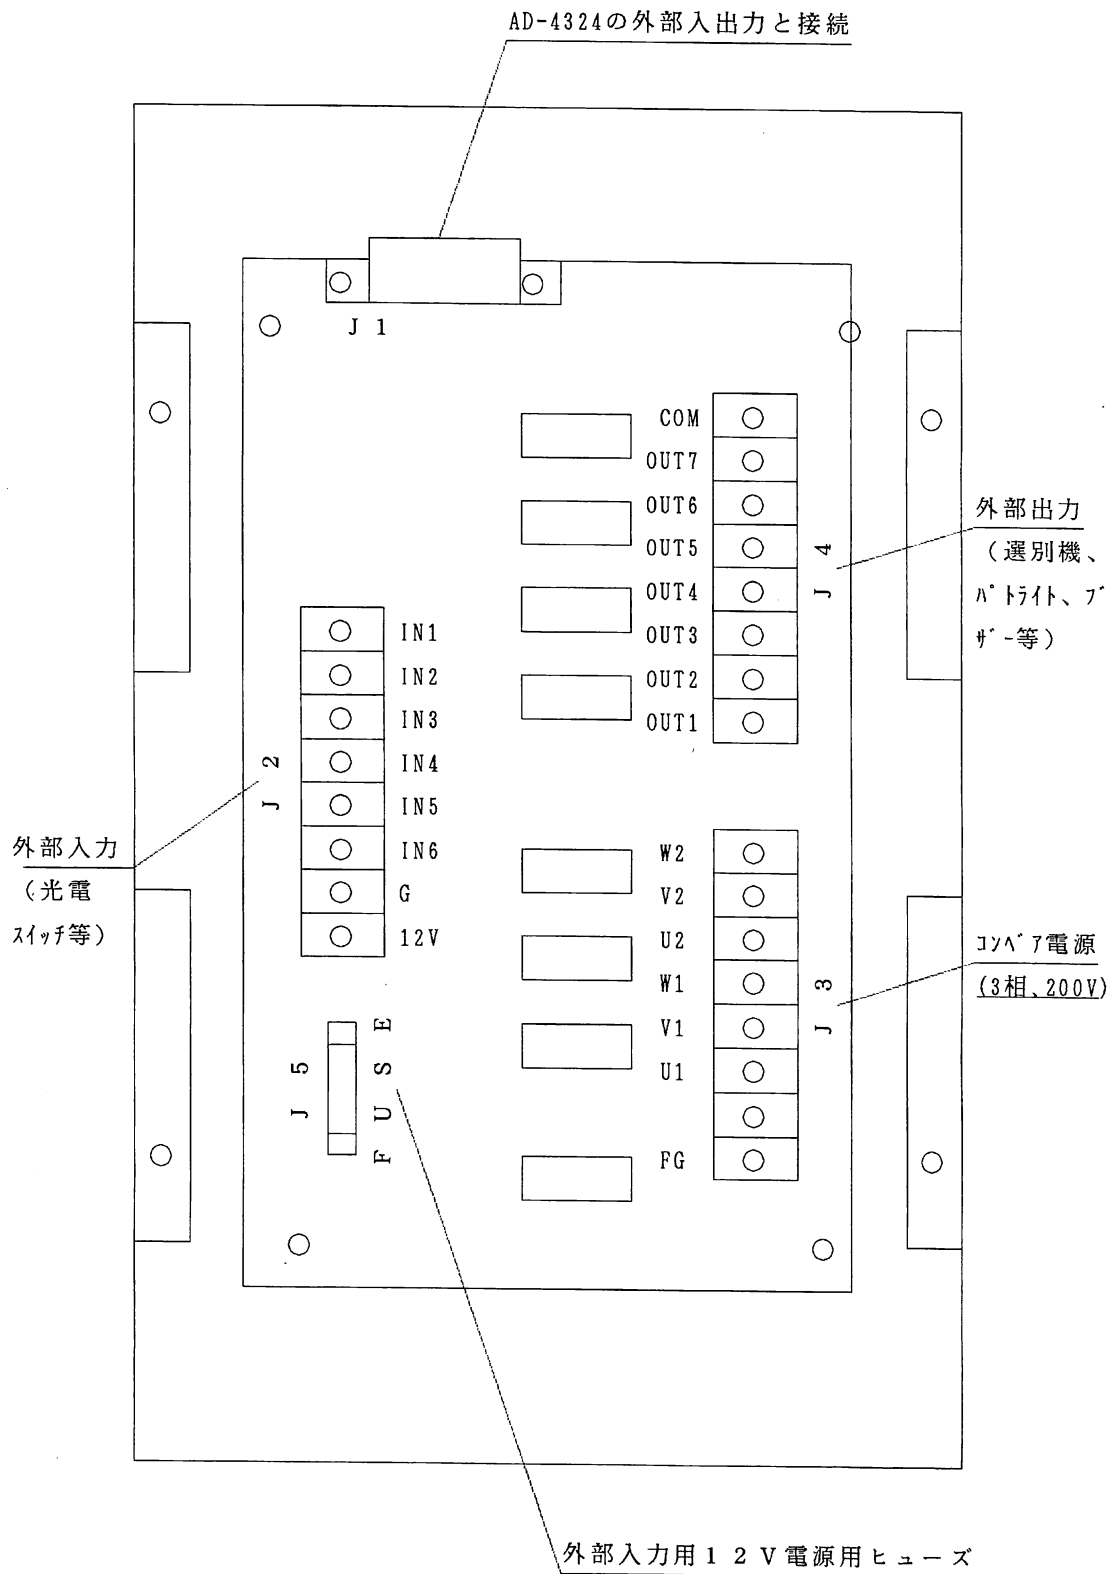 AD-4324の外部入出力と接続
J 1
COM
OUT7
OUT6
OUT5
OUT4
OUT3
OUT2
OUT1
J 4
外部出力
（選別機、
ﾊﾟﾄﾗｲﾄ、ﾌﾞ
ｻﾞｰ等）
IN1
IN2
IN3
IN4
IN5
IN6
G
12V
J 2
外部入力
（光電
ｽｲｯﾁ等）
W2
V2
U2
W1
V1
U1
FG
J 3
ｺﾝﾍﾞｱ電源
(3相､200V)
J 5
F U S E
外部入力用１２Ｖ電源用ヒューズ